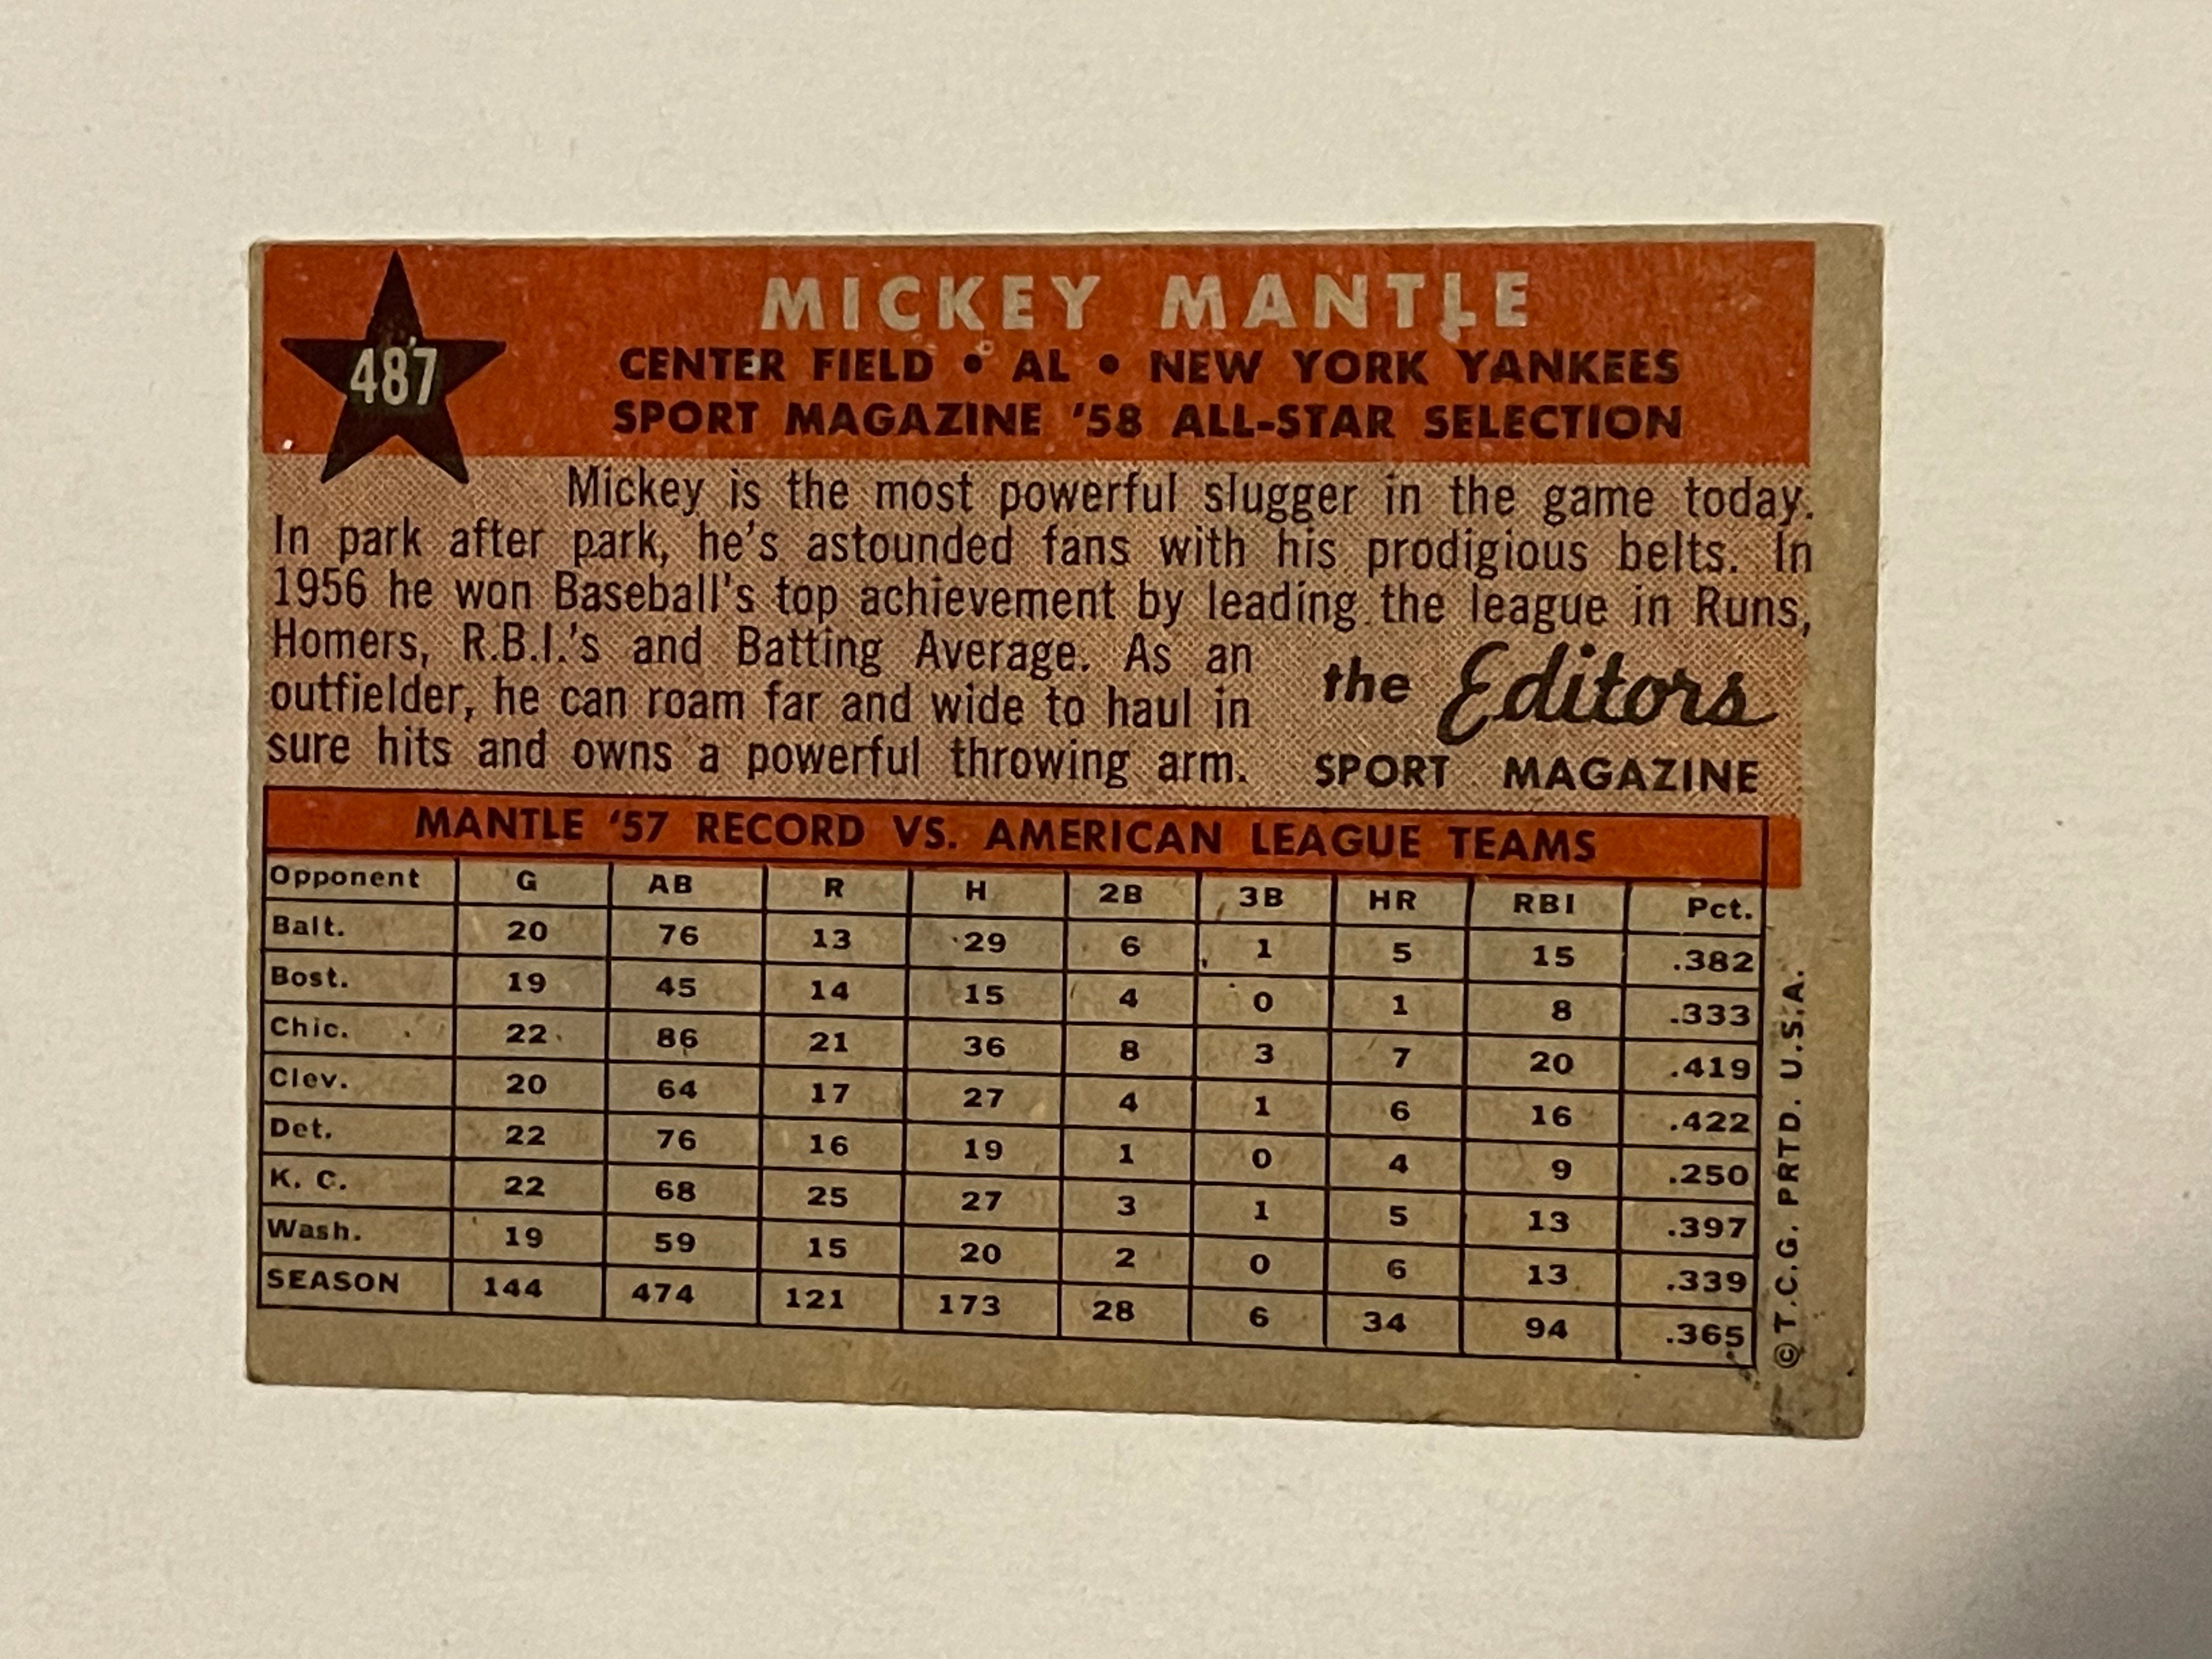 487
MICKEY MANTLE
CENTER FIELD • AL • NEW YORK YANKEES
SPORT MAGAZINE '58 ALL-STAR SELECTION
Mickey is the most powerful slugger in the game today.
In park after park, he's astounded fans with his prodigious belts. In
1956 he won Baseball's top achievement by leading the league in Runs,
Homers, R.B.I.'s and Batting Average. As an
outfielder, he can roam far and wide to haul in
sure hits and owns a powerful throwing arm.
the Editors
SPORT MAGAZINE
MANTLE '57 RECORD VS. AMERICAN LEAGUE TEAMS
Opponent G AB R H 2B 3B HR RBI Pct.
Balt. 20 76 13 29 6 1 5 15 .382
Bost. 19 45 14 15 4 0 1 8 .333
Chic. 22 86 21 36 8 3 7 20 .419
Clev. 20 64 17 27 4 1 6 16 .422
Det. 22 76 16 19 1 0 4 9 .250
K. C. 22 68 25 27 3 1 5 13 .397
Wash. 19 59 15 20 2 0 6 13 .339
SEASON 144 474 121 173 28 6 34 94 .365
© T.C.G. PRTD. U.S.A.